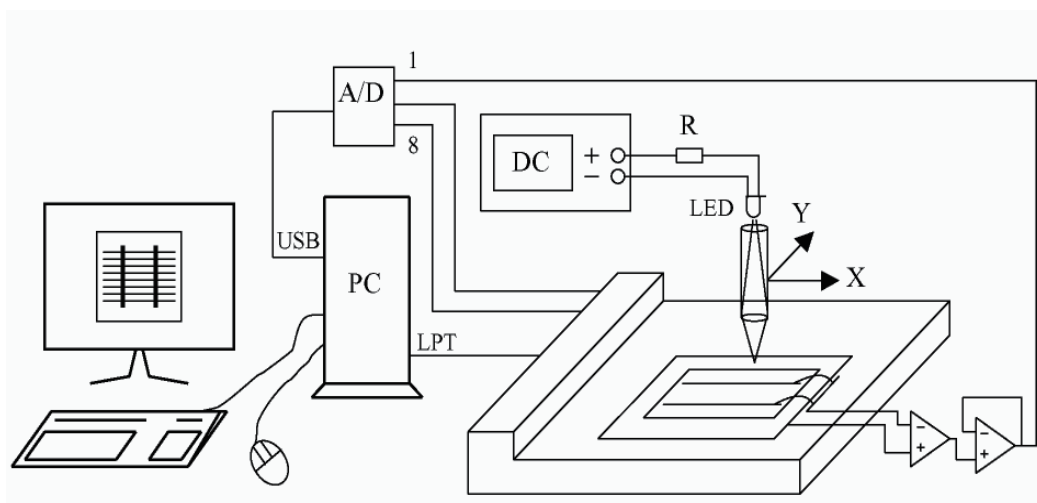 1
A/D
8
R
DC
+
−
LED
Y
X
USB
PC
LPT
−
+
−
+